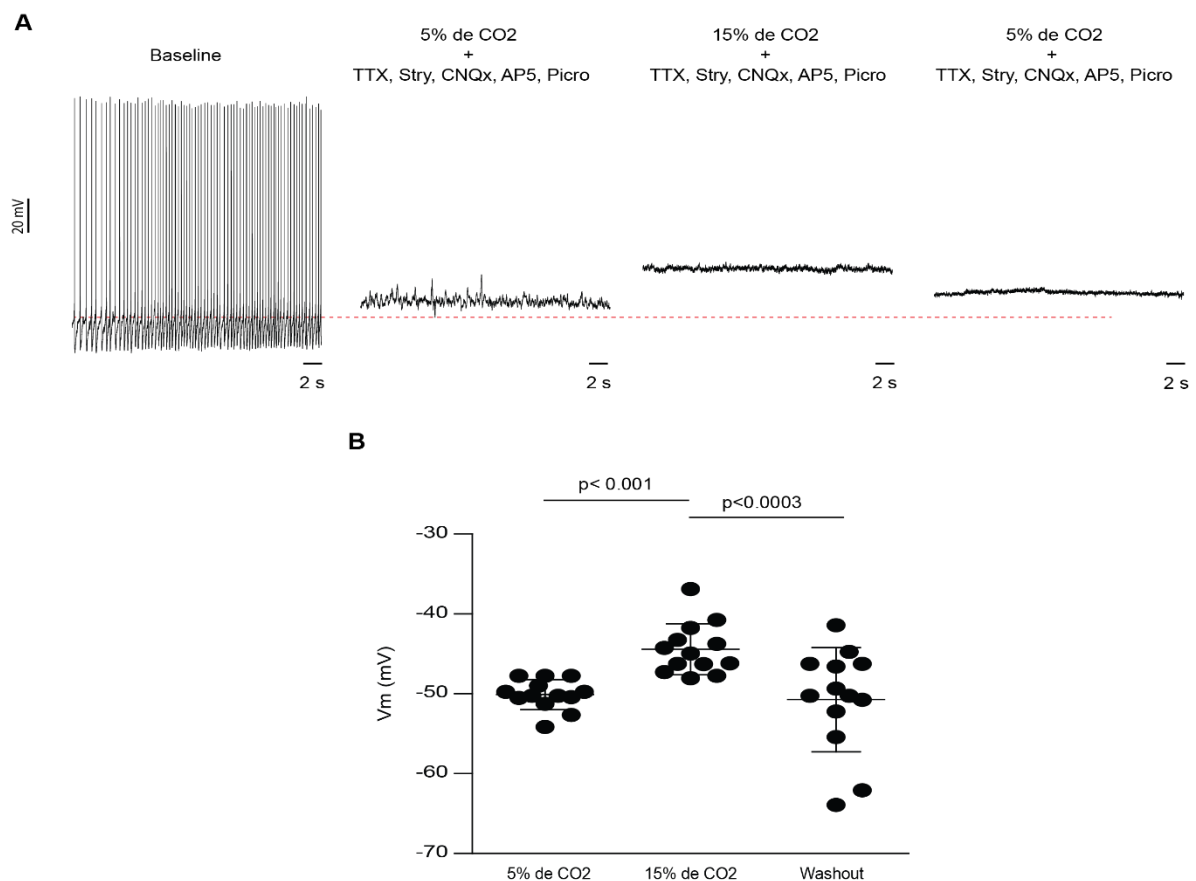 A
Baseline
5% de CO2
+
TTX, Stry, CNQx, AP5, Picro
15% de CO2
+
TTX, Stry, CNQx, AP5, Picro
5% de CO2
+
TTX, Stry, CNQx, AP5, Picro
20 mV
2 s
2 s
2 s
2 s
B
p< 0.001
p<0.0003
-30
-40
-50
-60
-70
Vm (mV)
5% de CO2
15% de CO2
Washout